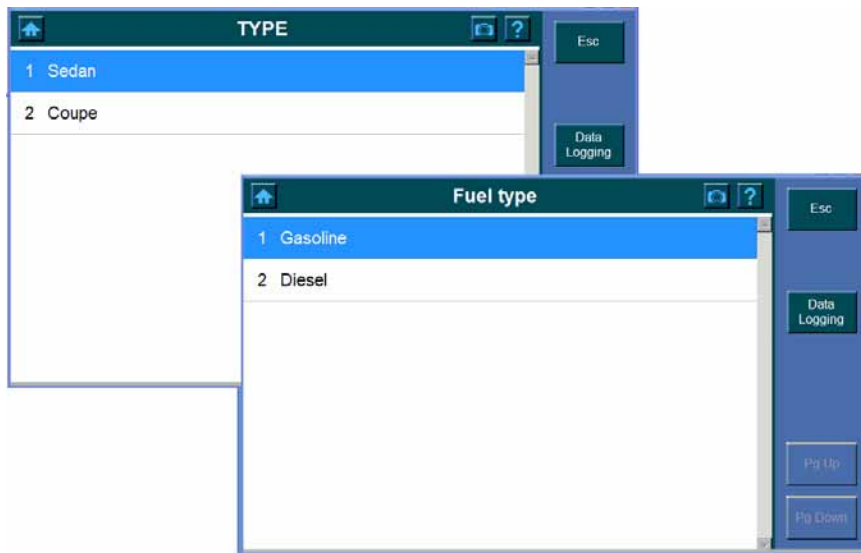 TYPE
?
Esc
1 Sedan
2 Coupe
Data
Logging
Fuel type
?
Esc
1 Gasoline
2 Diesel
Data
Logging
Pg Up
Pg Down